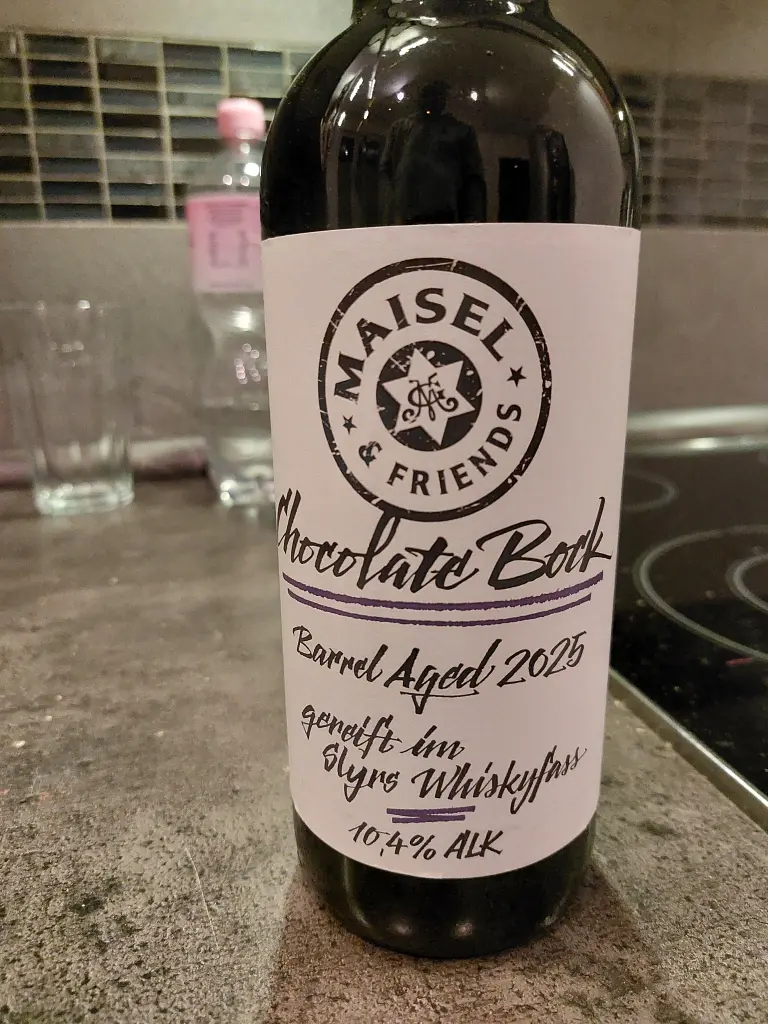 MAISEL
& FRIENDS
Chocolate Bock
Barrel Aged 2025
gereift im
Slyrs Whiskyfass
10,4% ALK